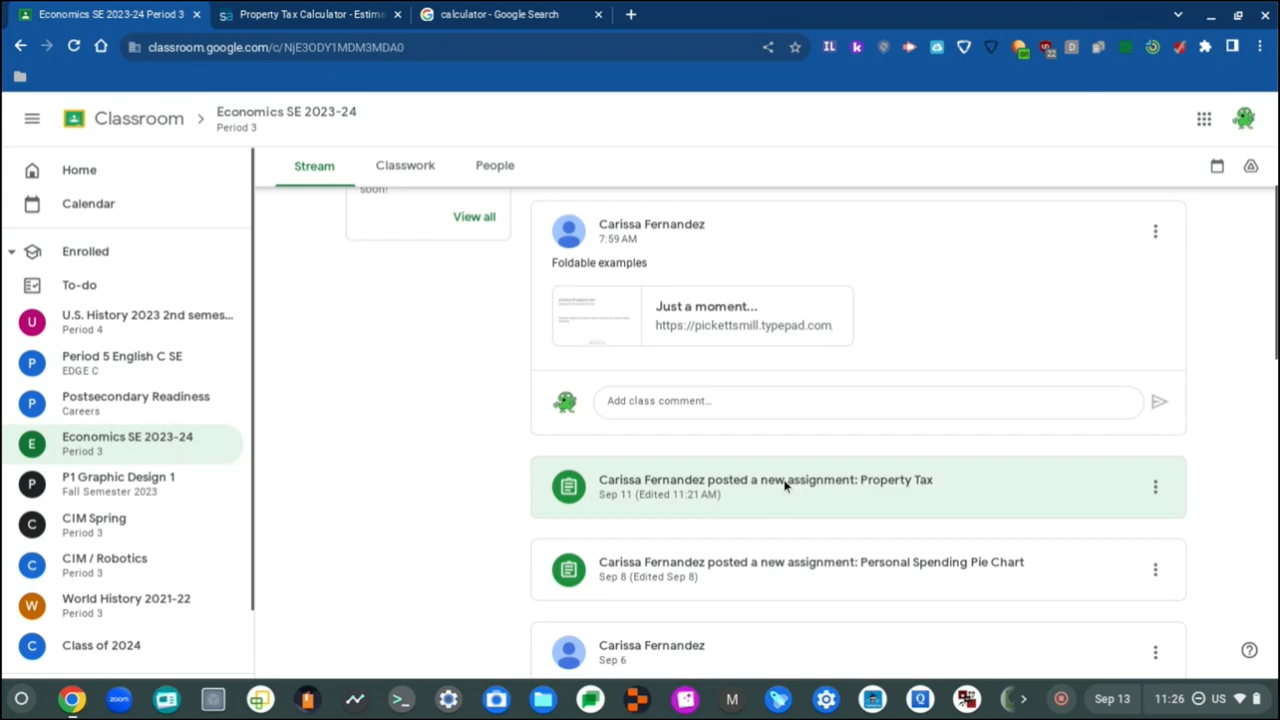 Economics SE 2023-24 Period 3
Property Tax Calculator - Estima
calculator - Google Search
classroom.google.com/c/NjE3ODY1MDM3MDA0
IL
k
22
D
Classroom
Economics SE 2023-24
Period 3
Stream
Classwork
People
Home
Calendar
Enrolled
To-do
U
U.S. History 2023 2nd semes...
Period 4
P
Period 5 English C SE
EDGE C
P
Postsecondary Readiness
Careers
E
Economics SE 2023-24
Period 3
P
P1 Graphic Design 1
Fall Semester 2023
C
CIM Spring
Period 3
C
CIM / Robotics
Period 3
W
World History 2021-22
Period 3
C
Class of 2024
soon!
View all
Carissa Fernandez
7:59 AM
Foldable examples
Just a moment...
https://pickettsmill.typepad.com
Add class comment...
Carissa Fernandez posted a new assignment: Property Tax
Sep 11 (Edited 11:21 AM)
Carissa Fernandez posted a new assignment: Personal Spending Pie Chart
Sep 8 (Edited Sep 8)
Carissa Fernandez
Sep 6
zoom
M
Q
Sep 13
11:26
US